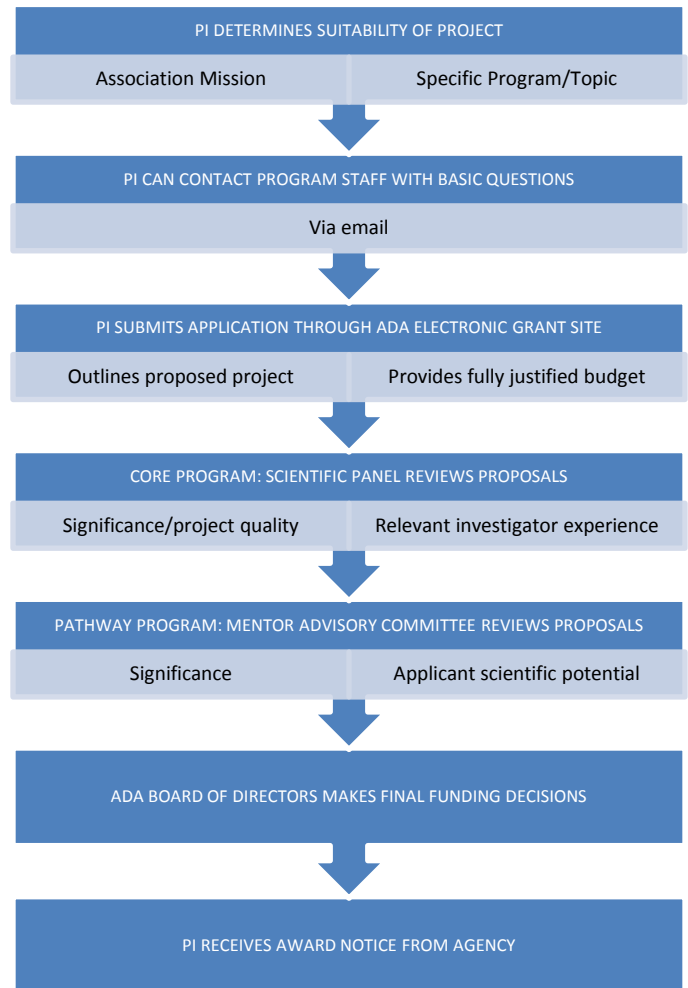 PI DETERMINES SUITABILITY OF PROJECT
Association Mission
Specific Program/Topic
PI CAN CONTACT PROGRAM STAFF WITH BASIC QUESTIONS
Via email
PI SUBMITS APPLICATION THROUGH ADA ELECTRONIC GRANT SITE
Outlines proposed project
Provides fully justified budget
CORE PROGRAM: SCIENTIFIC PANEL REVIEWS PROPOSALS
Significance/project quality
Relevant investigator experience
PATHWAY PROGRAM: MENTOR ADVISORY COMMITTEE REVIEWS PROPOSALS
Significance
Applicant scientific potential
ADA BOARD OF DIRECTORS MAKES FINAL FUNDING DECISIONS
PI RECEIVES AWARD NOTICE FROM AGENCY